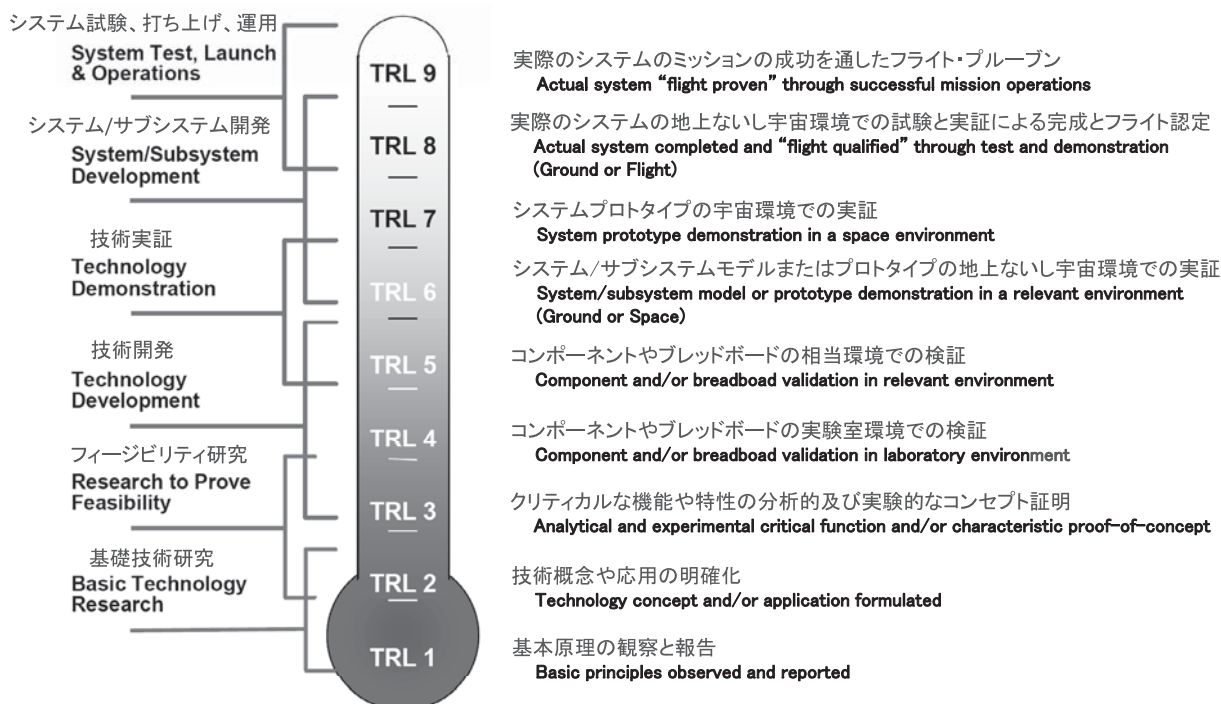 システム試験、打ち上げ、運用
System Test, Launch
& Operations
システム/サブシステム開発
System/Subsystem
Development
技術実証
Technology
Demonstration
技術開発
Technology
Development
フィージビリティ研究
Research to Prove
Feasibility
基礎技術研究
Basic Technology
Research
TRL 9
TRL 8
TRL 7
TRL 6
TRL 5
TRL 4
TRL 3
TRL 2
TRL 1
実際のシステムのミッションの成功を通したフライト・プルーブン
Actual system “flight proven” through successful mission operations
実際のシステムの地上ないし宇宙環境での試験と実証による完成とフライト認定
Actual system completed and “flight qualified” through test and demonstration
(Ground or Flight)
システムプロトタイプの宇宙環境での実証
System prototype demonstration in a space environment
システム/サブシステムモデルまたはプロトタイプの地上ないし宇宙環境での実証
System/subsystem model or prototype demonstration in a relevant environment
(Ground or Space)
コンポーネントやブレッドボードの相当環境での検証
Component and/or breadboad validation in relevant environment
コンポーネントやブレッドボードの実験室環境での検証
Component and/or breadboad validation in laboratory environment
クリティカルな機能や特性の分析的及び実験的なコンセプト証明
Analytical and experimental critical function and/or characteristic proof-of-concept
技術概念や応用の明確化
Technology concept and/or application formulated
基本原理の観察と報告
Basic principles observed and reported